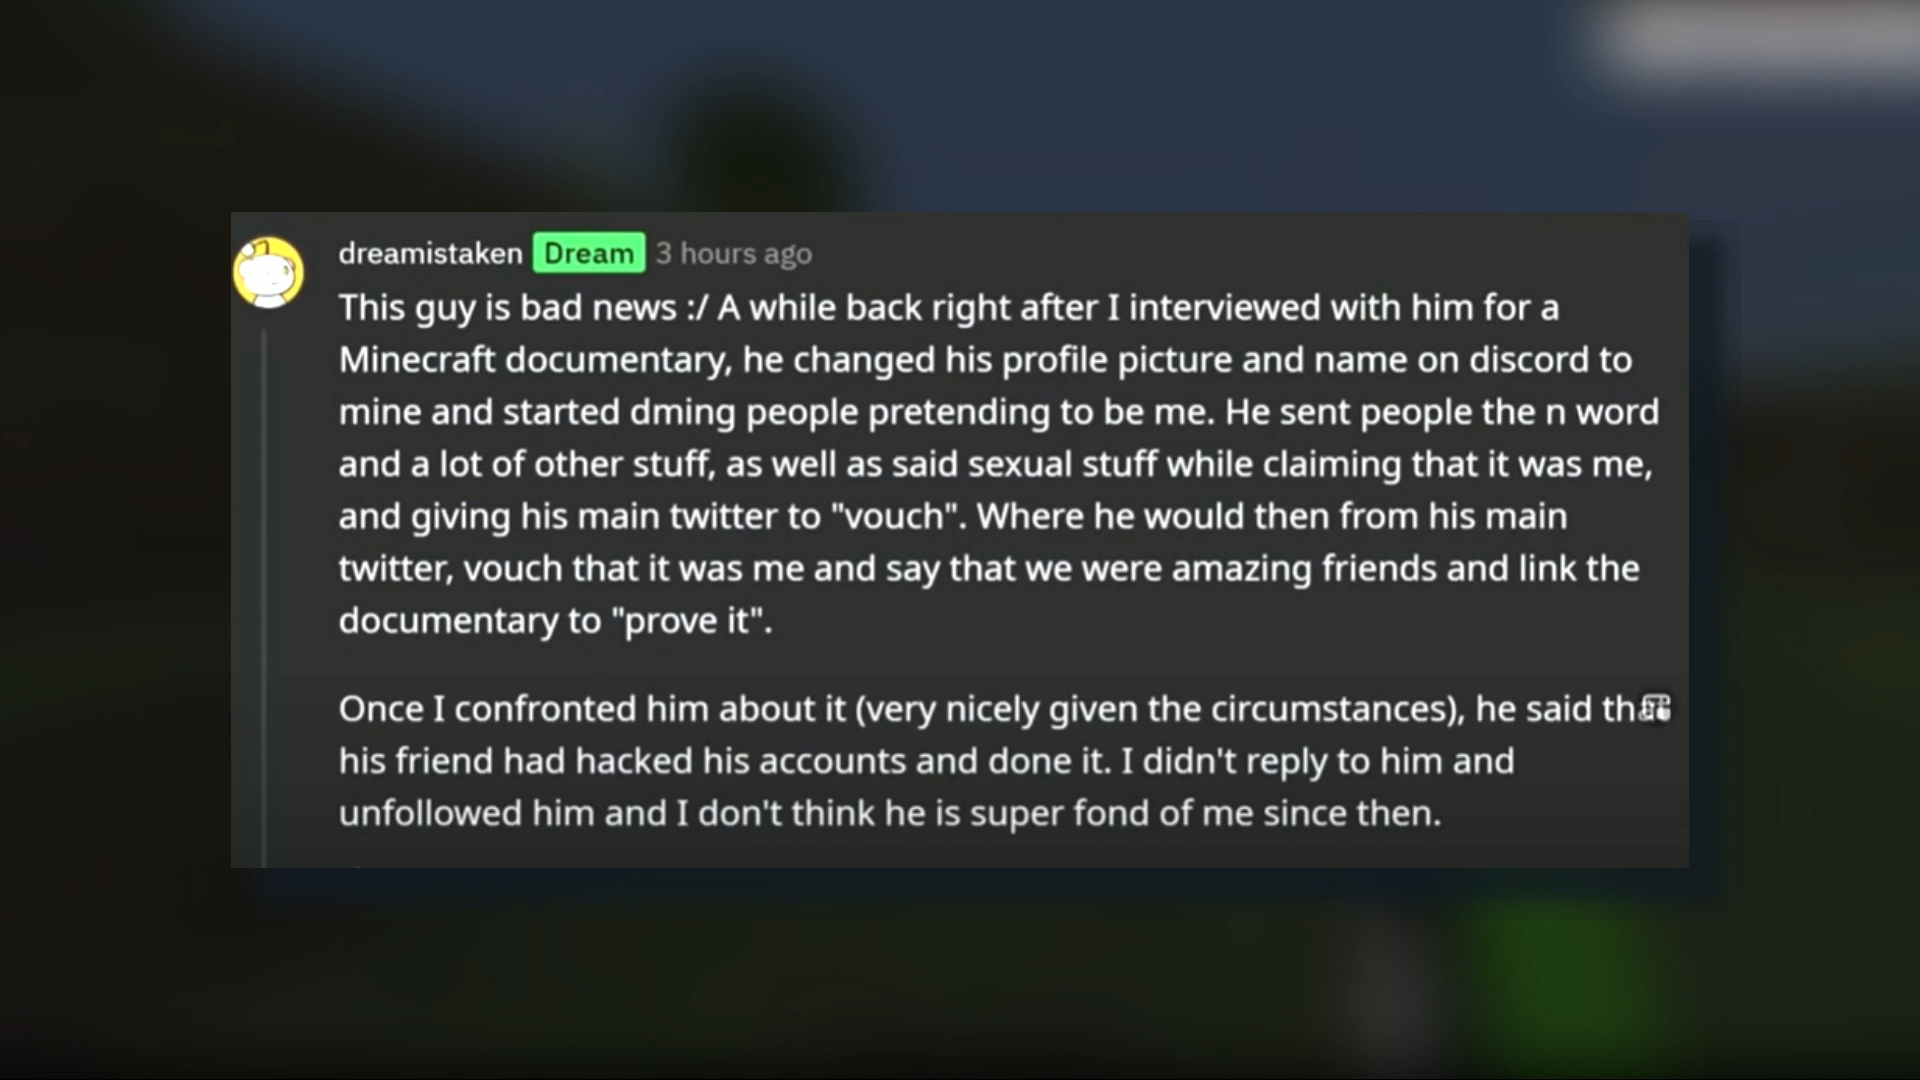 dreamistaken Dream 3 hours ago
This guy is bad news :/ A while back right after I interviewed with him for a
Minecraft documentary, he changed his profile picture and name on discord to
mine and started dming people pretending to be me. He sent people the n word
and a lot of other stuff, as well as said sexual stuff while claiming that it was me,
and giving his main twitter to "vouch". Where he would then from his main
twitter, vouch that it was me and say that we were amazing friends and link the
documentary to "prove it".
Once I confronted him about it (very nicely given the circumstances), he said that
his friend had hacked his accounts and done it. I didn't reply to him and
unfollowed him and I don't think he is super fond of me since then.